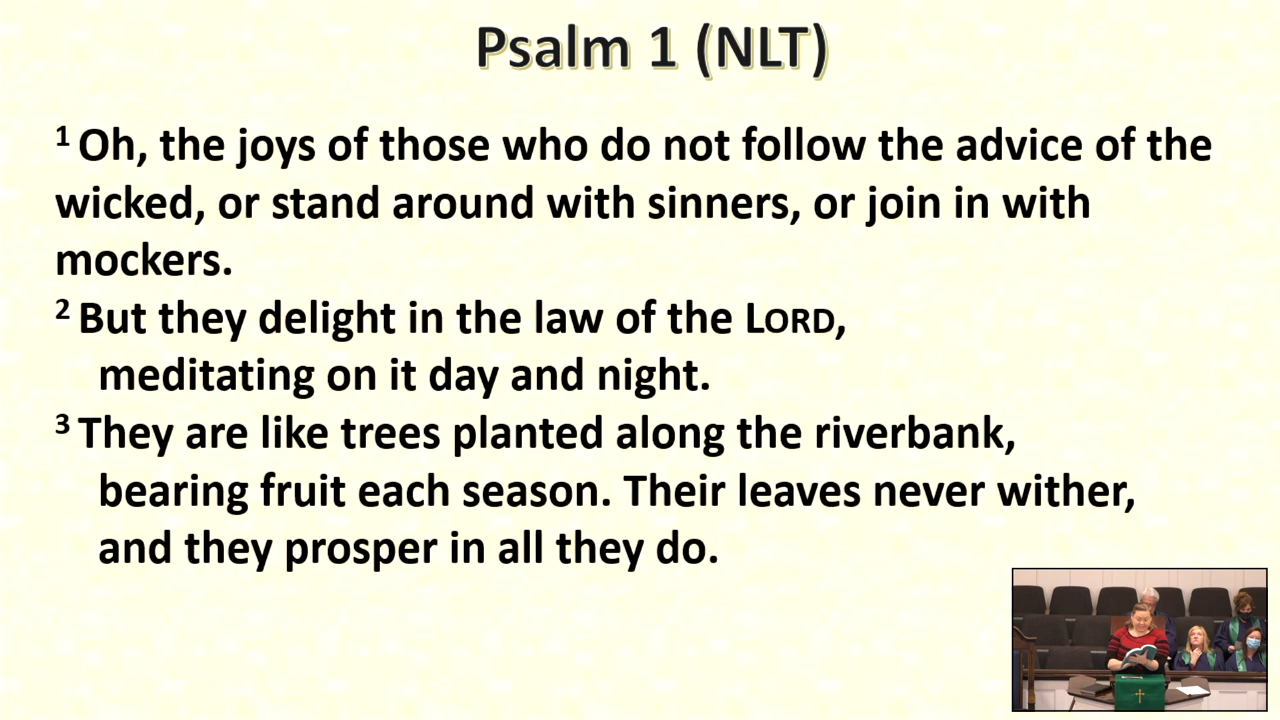 Psalm 1 (NLT)
1 Oh, the joys of those who do not follow the advice of the
wicked, or stand around with sinners, or join in with
mockers.
2 But they delight in the law of the LORD,
meditating on it day and night.
3 They are like trees planted along the riverbank,
bearing fruit each season. Their leaves never wither,
and they prosper in all they do.